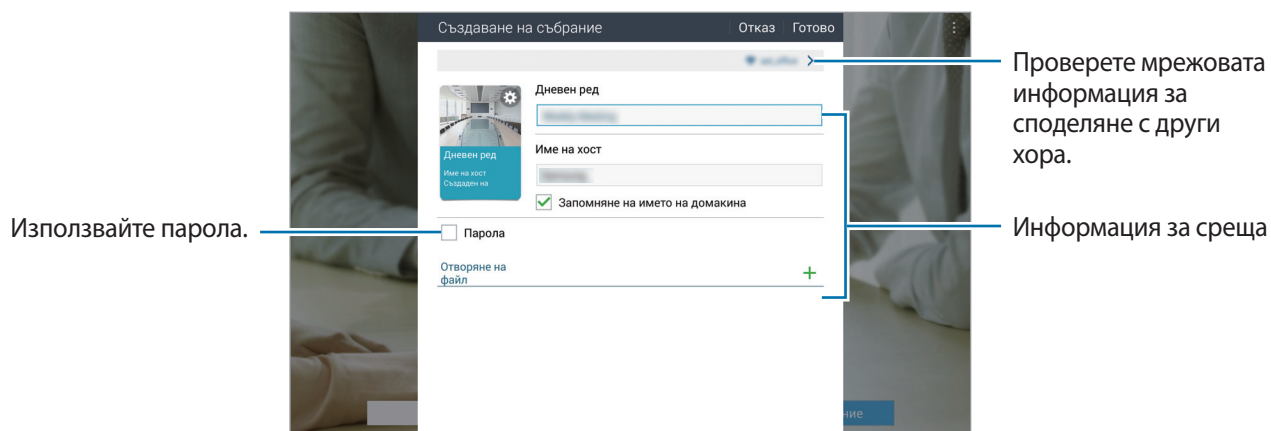 Създаване на събрание
Отказ
Готово
Дневен ред
Име на хост
Запомняне на името на домакина
Дневен ред
Име на хост
Създаден на
Парола
Отворяне на
файл
Проверете мрежовата
информация за
споделяне с други
хора.
Информация за среща
Използвайте парола.